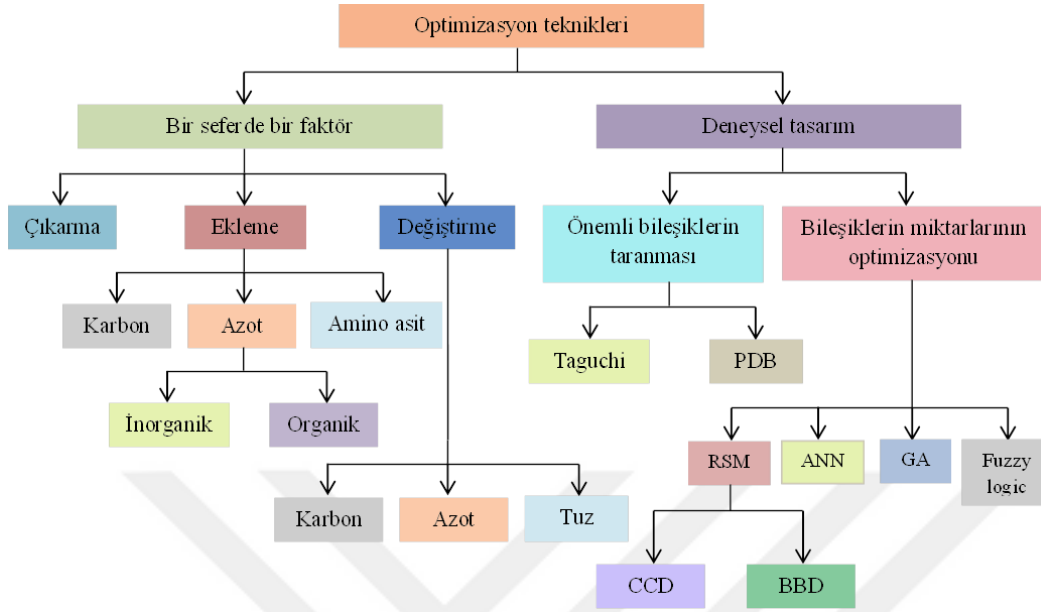 Optimizasyon teknikleri
Bir seferde bir faktör
Deneysel tasarım
Çıkarma
Ekleme
Değiştirme
Önemli bileşiklerin
taranması
Bileşiklerin miktarlarının
optimizasyonu
Karbon
Azot
Amino asit
Taguchi
PDB
İnorganik
Organik
RSM
ANN
GA
Fuzzy
logic
Karbon
Azot
Tuz
CCD
BBD